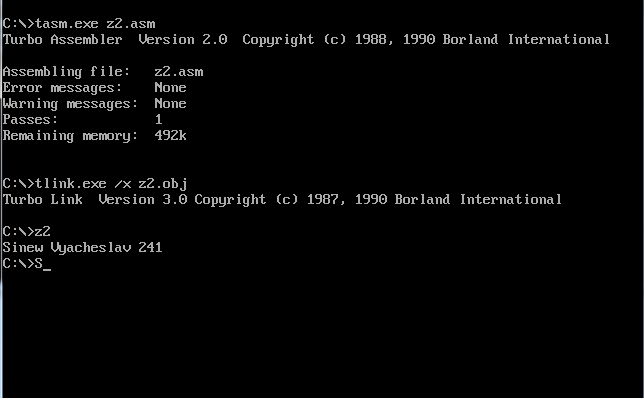 C:\>tasm.exe z2.asm
Turbo Assembler  Version 2.0  Copyright (c) 1988, 1990 Borland International
Assembling file:   z2.asm
Error messages:    None
Warning messages:  None
Passes:            1
Remaining memory:  492k
C:\>tlink.exe /x z2.obj
Turbo Link  Version 3.0 Copyright (c) 1987, 1990 Borland International
C:\>z2
Sinew Vyacheslav 241
C:\>S_